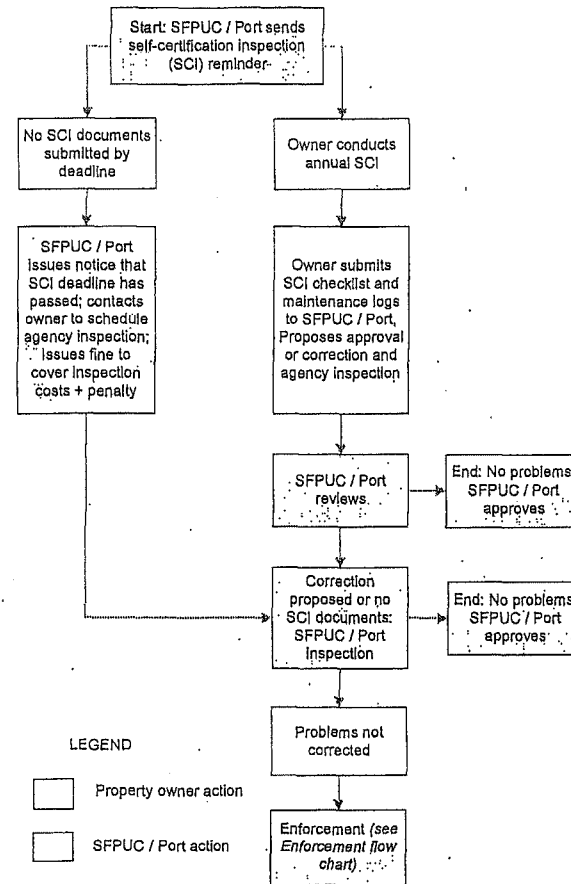 Start: SFPUC / Port sends
self-certification inspection
(SCI) reminder
No SCI documents
submitted by
deadline
Owner conducts
annual SCI
SFPUC / Port
issues notice that
SCI deadline has
passed; contacts
owner to schedule
agency inspection;
Issues fine to
cover inspection
costs + penalty
Owner submits
SCI checklist and
maintenance logs
to SFPUC / Port,
Proposes approval
or correction and
agency inspection
SFPUC / Port
reviews
End: No problems
SFPUC / Port
approves
Correction
proposed or no
SCI documents:
SFPUC / Port
Inspection
End: No problems
SFPUC / Port
approves
Problems not
corrected
LEGEND
Property owner action
SFPUC / Port action
Enforcement (see
Enforcement flow
chart)